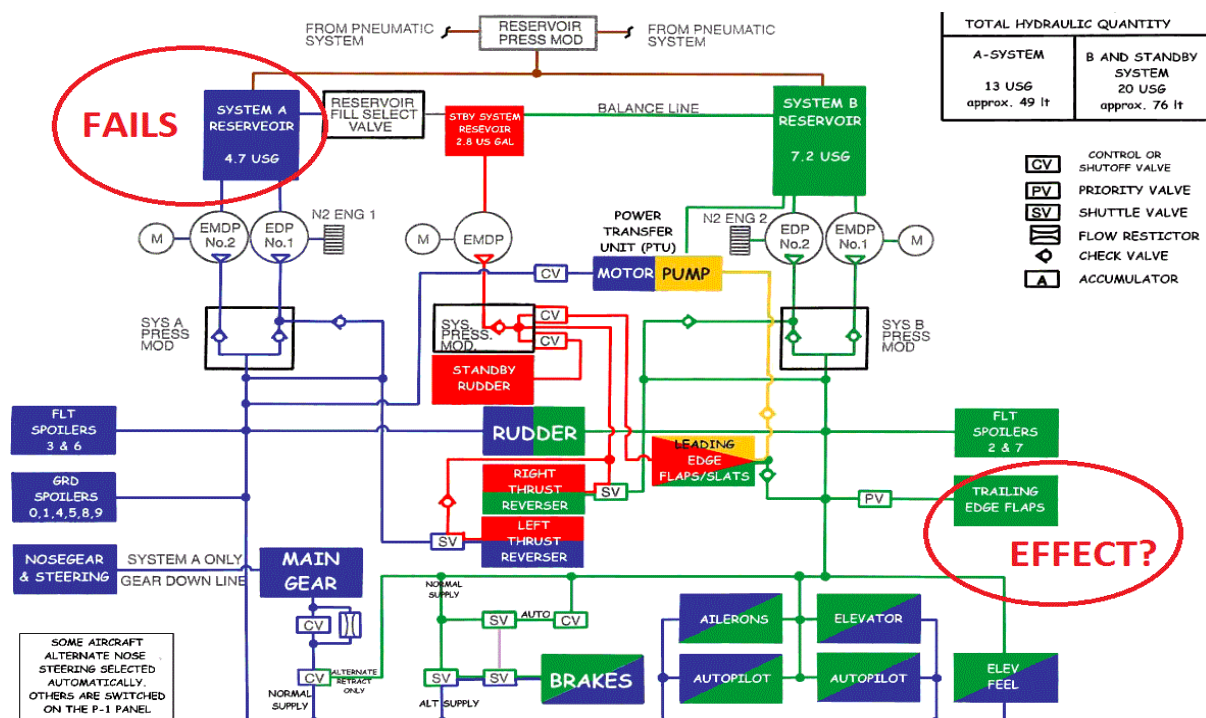 FROM PNEUMATIC
SYSTEM
RESERVOIR
PRESS MOD
FROM PNEUMATIC
SYSTEM
TOTAL HYDRAULIC QUANTITY
A-SYSTEM
13 USG
approx. 49 lt
B AND STANDBY
SYSTEM
20 USG
approx. 76 lt
FAILS
SYSTEM A
RESERVEOIR
4.7 USG
RESERVOIR
FILL SELECT
VALVE
STBY SYSTEM
RESEVOIR
2.8 US GAL
BALANCE LINE
SYSTEM B
RESERVOIR
7.2 USG
CV
CONTROL OR
SHUTOFF VALVE
PV
PRIORITY VALVE
SV
SHUTTLE VALVE
FLOW RESTICTOR
CHECK VALVE
A
ACCUMULATOR
M
EMDP
No.2
EDP
No.1
N2 ENG 1
M
EMDP
POWER
TRANSFER
UNIT (PTU)
N2 ENG 2
EDP
No.2
EMDP
No.1
M
CV
MOTOR
PUMP
SYS A
PRESS
MOD
SYS.
PRESS.
MOD.
CV
CV
SYS B
PRESS
MOD
STANDBY
RUDDER
FLT
SPOILERS
3 & 6
RUDDER
LEADING
EDGE
FLAPS/SLATS
FLT
SPOILERS
2 & 7
GRD
SPOILERS
0,1,4,5,8,9
RIGHT
THRUST
REVERSER
SV
PV
TRAILING
EDGE FLAPS
SV
LEFT
THRUST
REVERSER
EFFECT?
NOSEGEAR
& STEERING
SYSTEM A ONLY
GEAR DOWN LINE
MAIN
GEAR
CV
NORMAL
SUPPLY
SV
AUTO
CV
AILERONS
ELEVATOR
SOME AIRCRAFT
ALTERNATE NOSE
STEERING SELECTED
AUTOMATICALLY.
OTHERS ARE SWITCHED
ON THE P-1 PANEL
CV
ALTERNATE
RETRACT
ONLY
NORMAL
SUPPLY
SV
SV
ALT SUPPLY
BRAKES
AUTOPILOT
AUTOPILOT
ELEV
FEEL